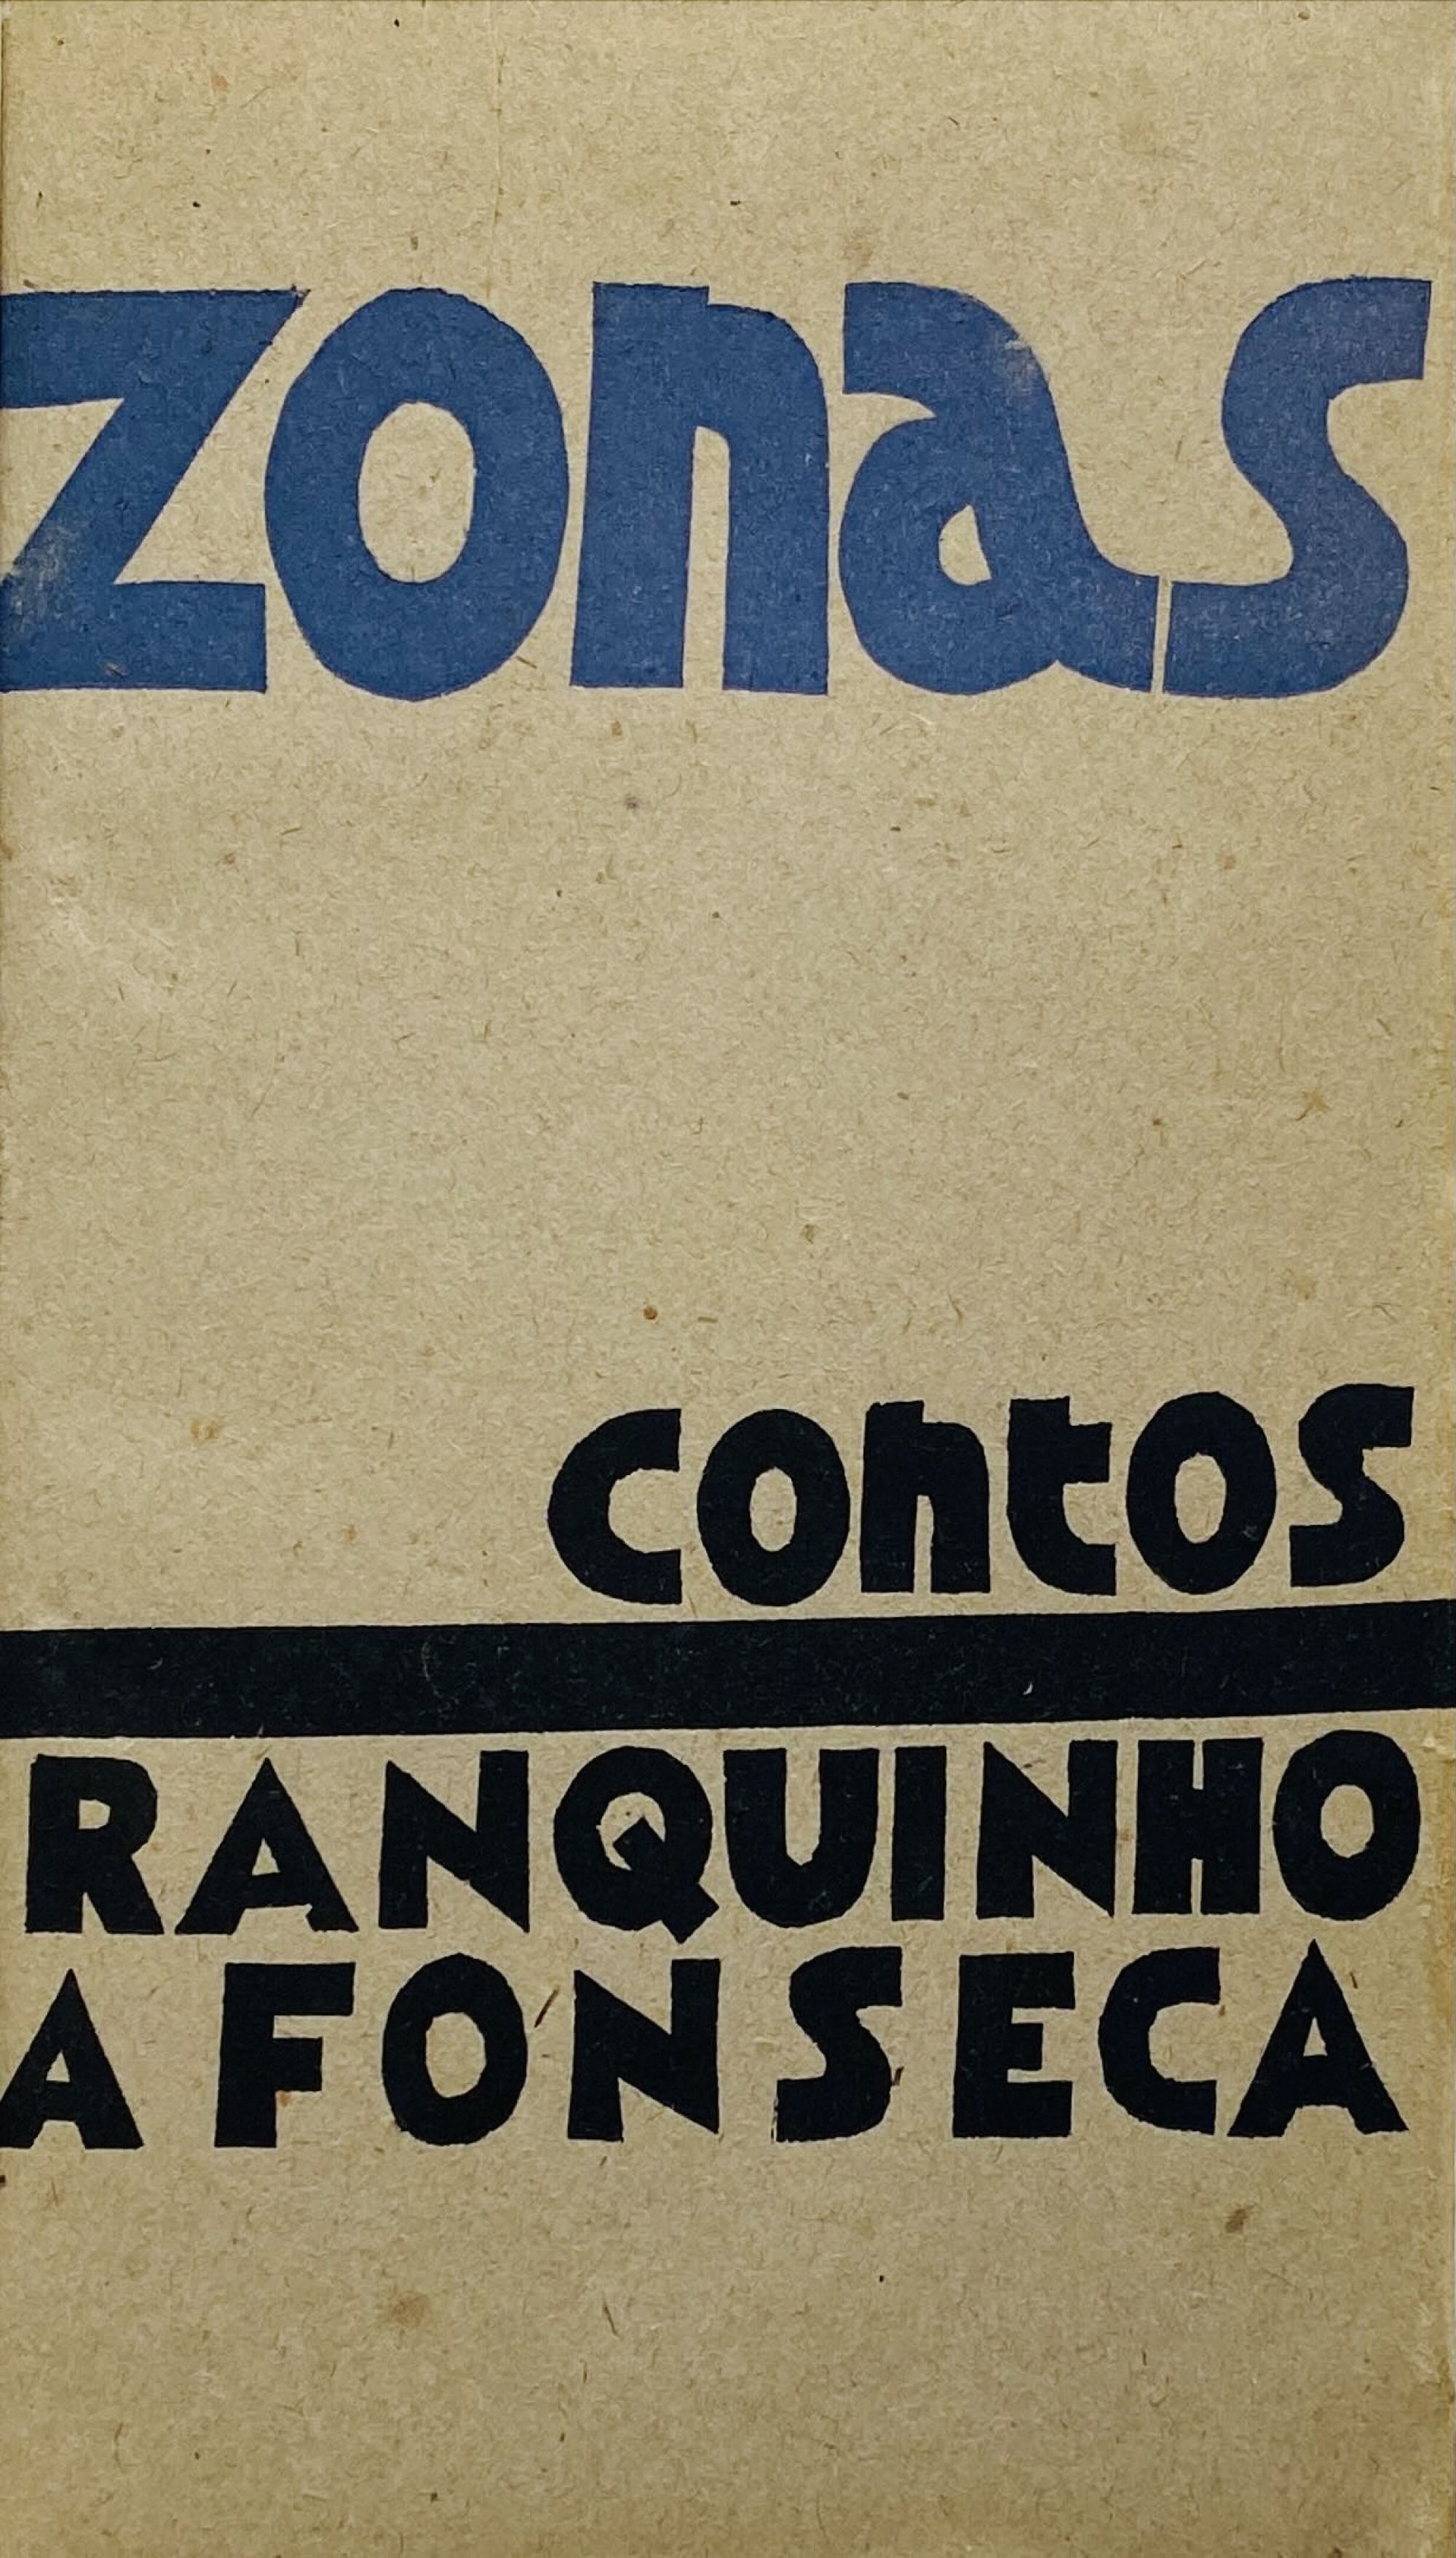 zonas
contos
RANQUINHO
A FONSECA